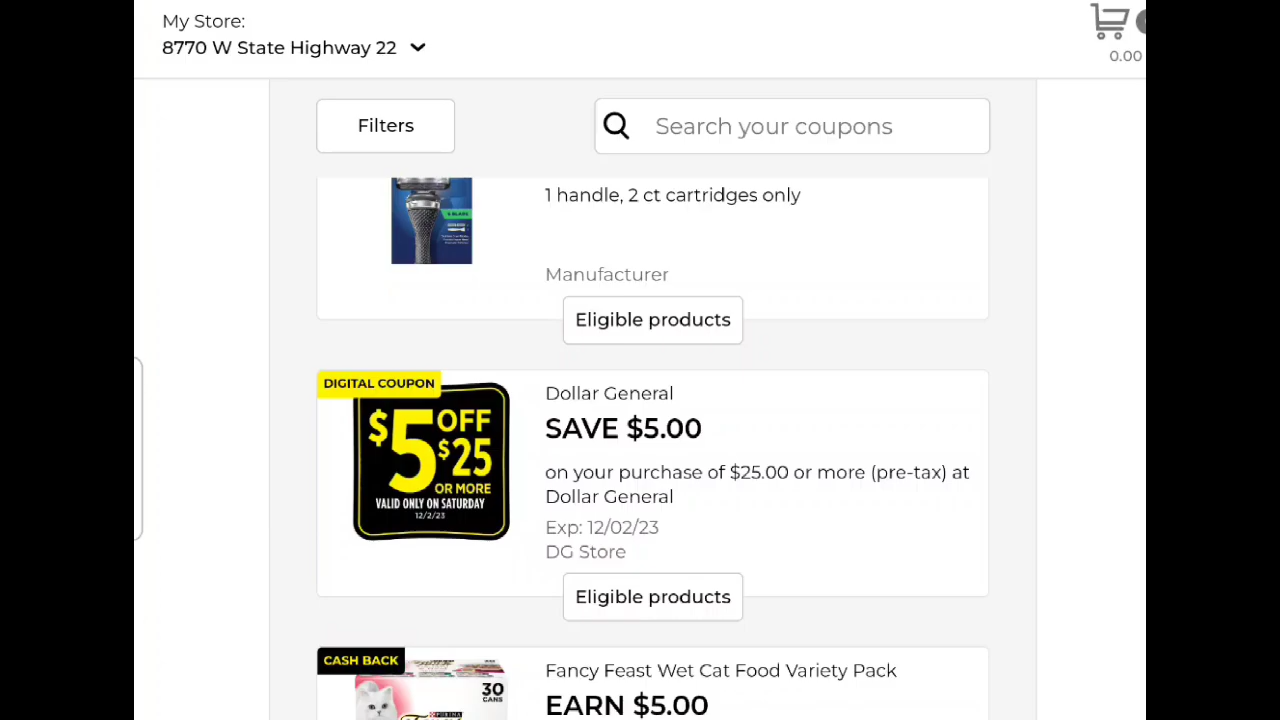 My Store:
8770 W State Highway 22
0.00
Filters
Search your coupons
1 handle, 2 ct cartridges only
Manufacturer
Eligible products
DIGITAL COUPON
$5 OFF
$25
OR MORE
VALID ONLY ON SATURDAY
12/2/23
Dollar General
SAVE $5.00
on your purchase of $25.00 or more (pre-tax) at
Dollar General
Exp: 12/02/23
DG Store
Eligible products
CASH BACK
30
CANS
PURINA
Fancy Feast Wet Cat Food Variety Pack
EARN $5.00